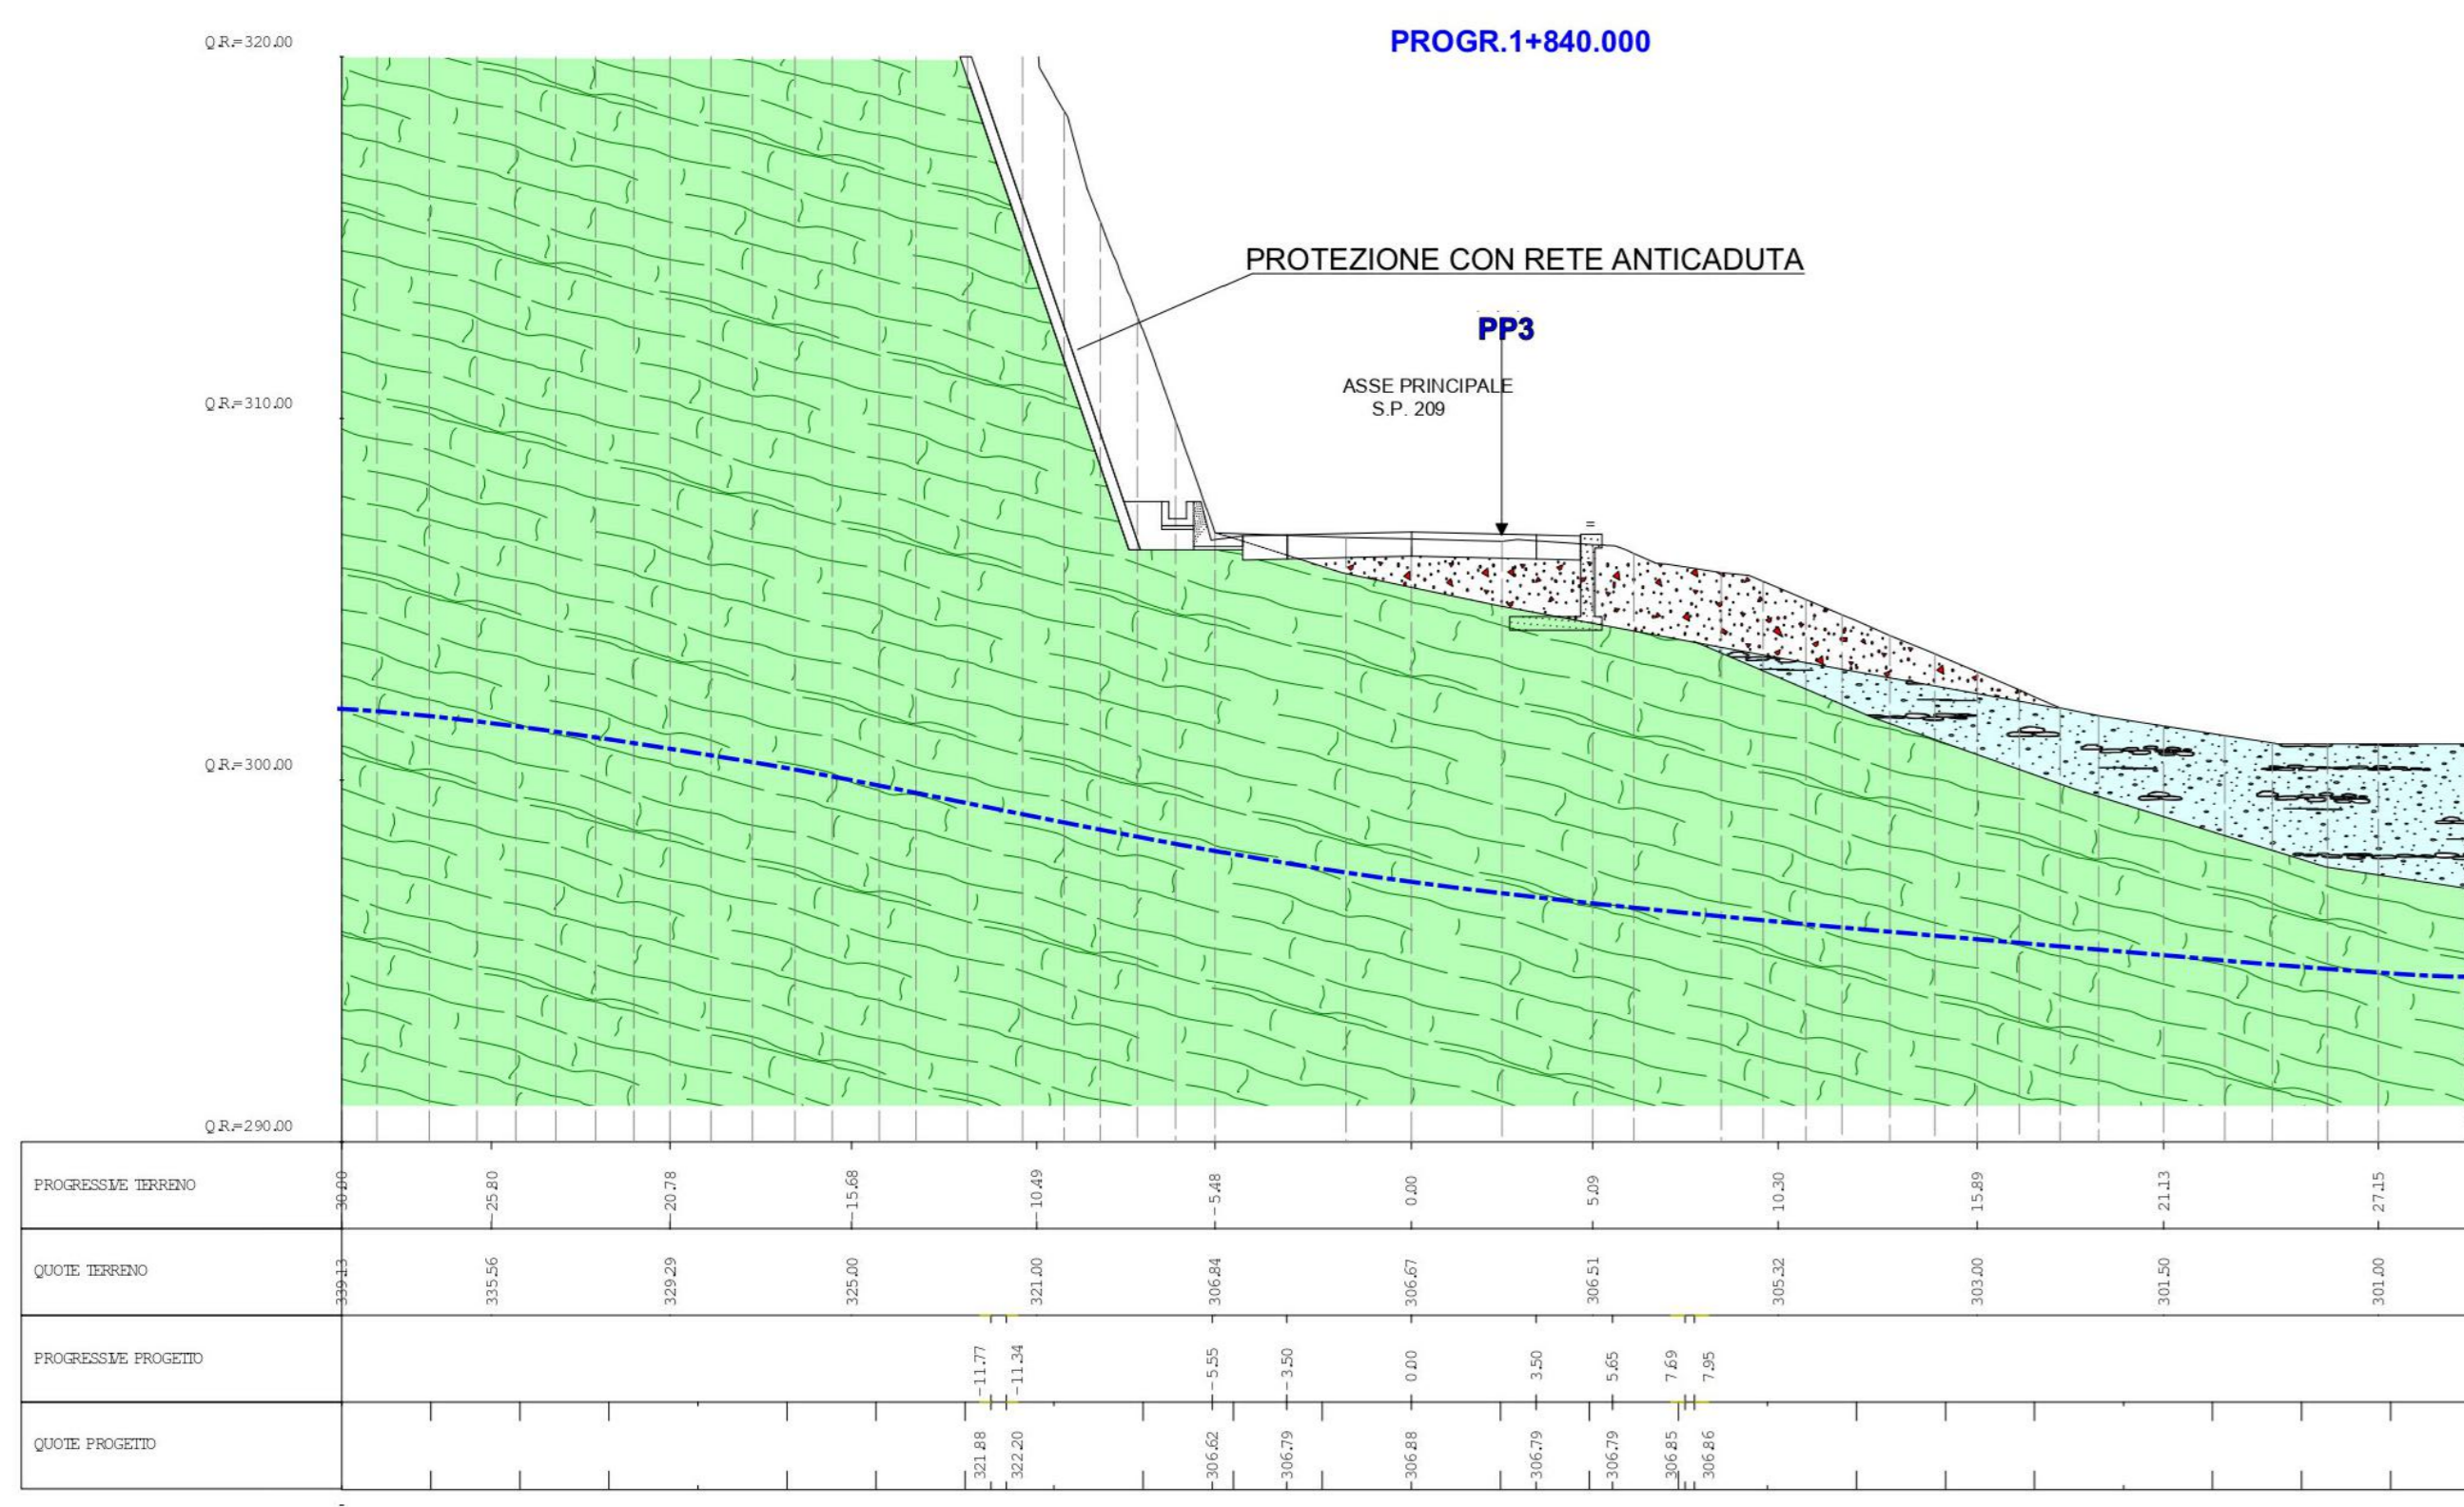 PROGR.1+840.000
Q.R.=320.00
PROTEZIONE CON RETE ANTICADUTA
PP3
ASSE PRINCIPALE
S.P. 209
Q.R.=310.00
=
Q.R.=300.00
Q.R.=290.00
PROGRESSIVE TERRENO 30.00 -25.80 -20.78 -15.68 -10.49 -5.48 0.00 5.09 10.30 15.89 21.13 27.15
QUOTE TERRENO 339.13 335.56 329.29 325.00 321.00 306.84 306.67 306.51 305.32 303.00 301.50 301.00
PROGRESSIVE PROGETTO -11.77 -11.34 -5.55 -3.50 0.00 3.50 5.65 7.69 7.95
QUOTE PROGETTO 321.88 322.20 306.62 306.79 306.88 306.79 306.79 306.85 306.86